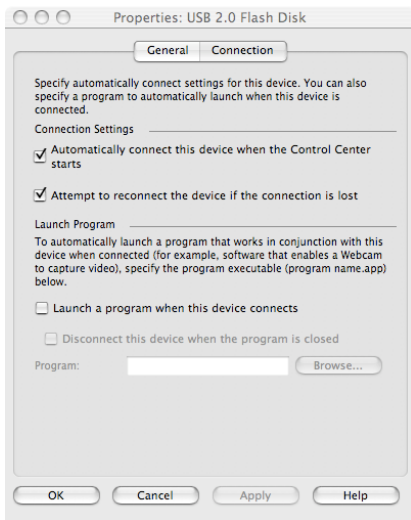 Properties: USB 2.0 Flash Disk
General Connection
Specify automatically connect settings for this device. You can also
specify a program to automatically launch when this device is
connected.
Connection Settings
Automatically connect this device when the Control Center
starts
Attempt to reconnect the device if the connection is lost
Launch Program
To automatically launch a program that works in conjunction with this
device when connected (for example, software that enables a Webcam
to capture video), specify the program executable (program name.app)
below.
Launch a program when this device connects
Disconnect this device when the program is closed
Program: Browse...
OK Cancel Apply Help